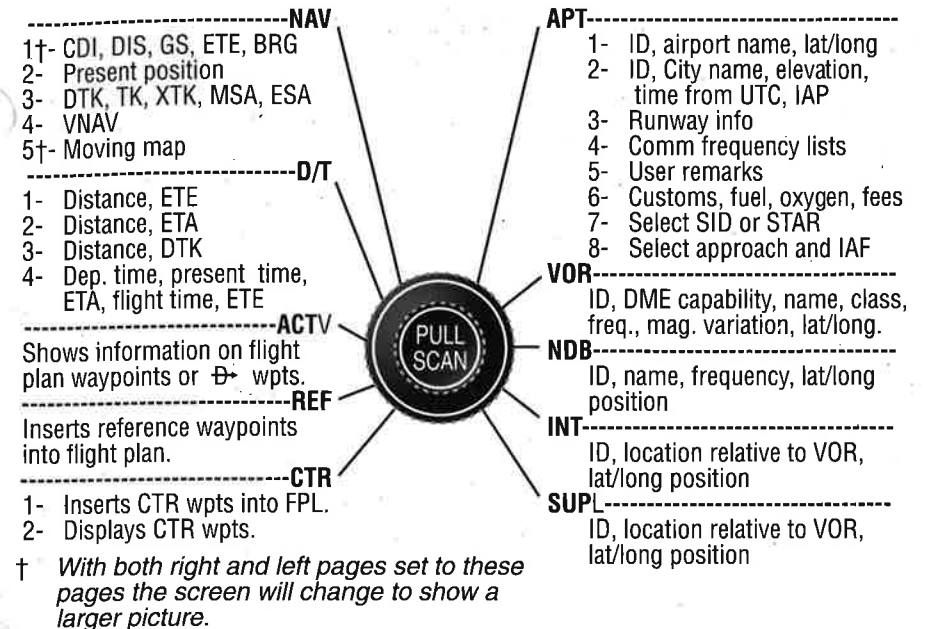 NAV
1†- CDI, DIS, GS, ETE, BRG
2- Present position
3- DTK, TK, XTK, MSA, ESA
4- VNAV
5†- Moving map
D/T
1- Distance, ETE
2- Distance, ETA
3- Distance, DTK
4- Dep. time, present time,
ETA, flight time, ETE
ACTV
Shows information on flight
plan waypoints or D→ wpts.
REF
Inserts reference waypoints
into flight plan.
CTR
1- Inserts CTR wpts into FPL.
2- Displays CTR wpts.
† With both right and left pages set to these
pages the screen will change to show a
larger picture.
PULL
SCAN
APT
1- ID, airport name, lat/long
2- ID, City name, elevation,
time from UTC, IAP
3- Runway info
4- Comm frequency lists
5- User remarks
6- Customs, fuel, oxygen, fees
7- Select SID or STAR
8- Select approach and IAF
VOR
ID, DME capability, name, class,
freq., mag. variation, lat/long.
NDB
ID, name, frequency, lat/long
position
INT
ID, location relative to VOR,
lat/long position
SUPL
ID, location relative to VOR,
lat/long position